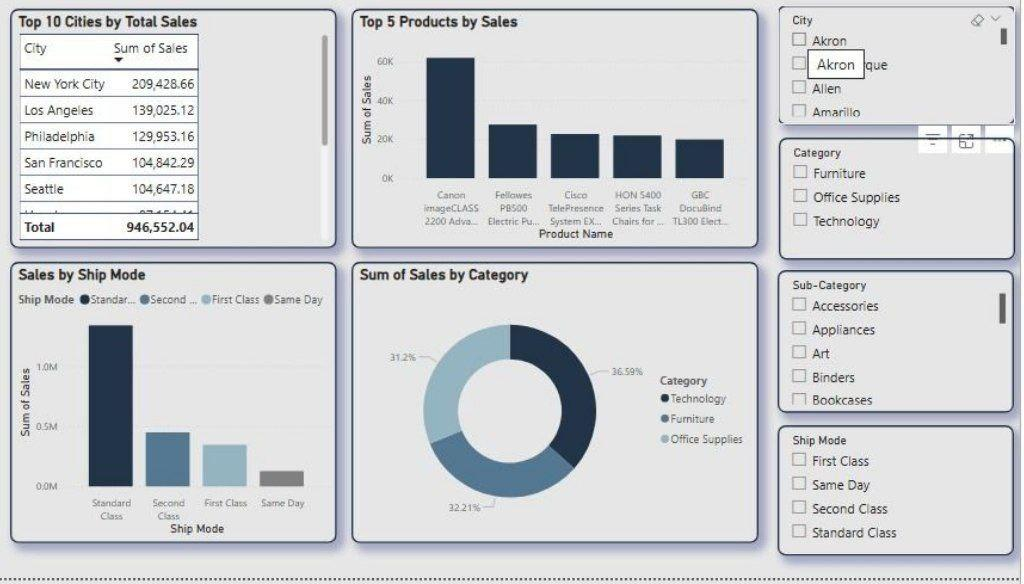 Top 10 Cities by Total Sales
City Sum of Sales
New York City 209,428.66
Los Angeles 139,025.12
Philadelphia 129,953.16
San Francisco 104,842.29
Seattle 104,647.18
Total 946,552.04
Top 5 Products by Sales
Sum of Sales
60K
40K
20K
0K
Canon imageCLASS 2200 Adva...
Fellowes PB500 Electric Pu...
Cisco TelePresence System EX...
HON 5400 Series Task Chairs for ...
GBC DocuBind TL300 Elect...
Product Name
City
Akron
Akron rque
Allen
Amarillo
Category
Furniture
Office Supplies
Technology
Sales by Ship Mode
Ship Mode Standar... Second ... First Class Same Day
Sum of Sales
1.0M
0.5M
0.0M
Standard Class
Second Class
First Class
Same Day
Ship Mode
Sum of Sales by Category
31.2%
36.59%
32.21%
Category
Technology
Furniture
Office Supplies
Sub-Category
Accessories
Appliances
Art
Binders
Bookcases
Ship Mode
First Class
Same Day
Second Class
Standard Class